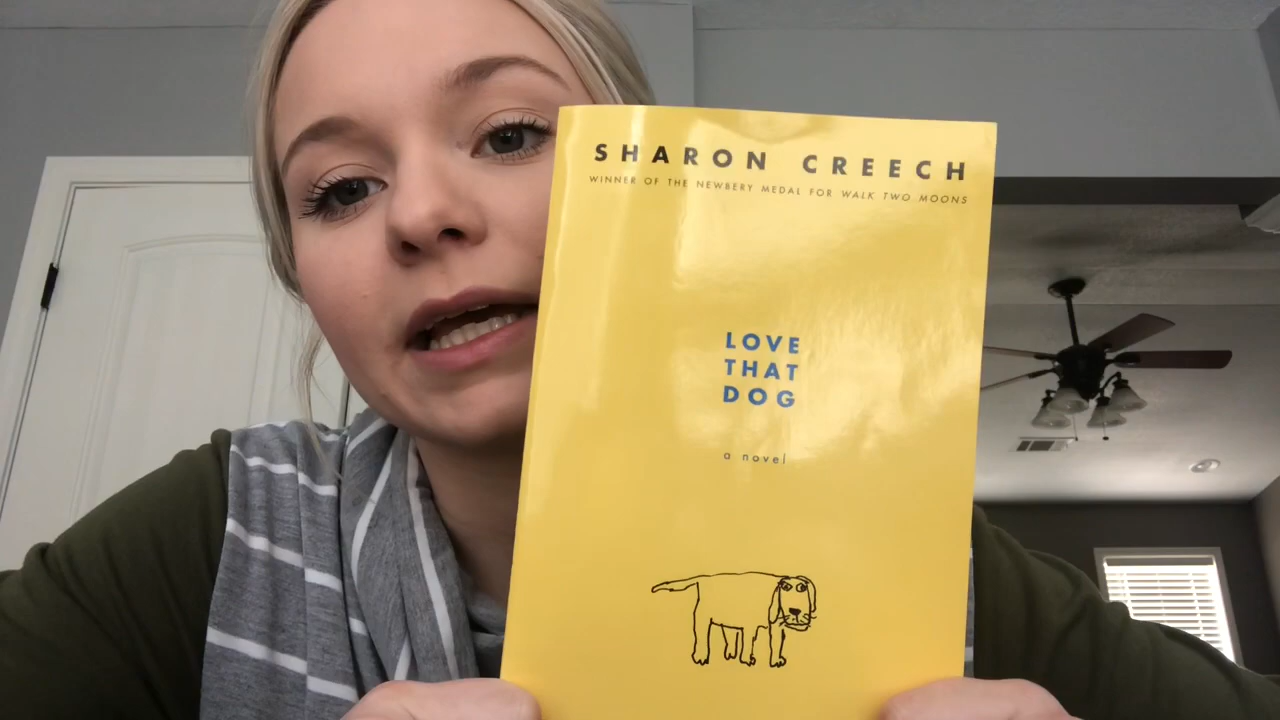 SHARON CREECH
WINNER OF THE NEWBERY MEDAL FOR WALK TWO MOONS
LOVE
THAT
DOG
a novel